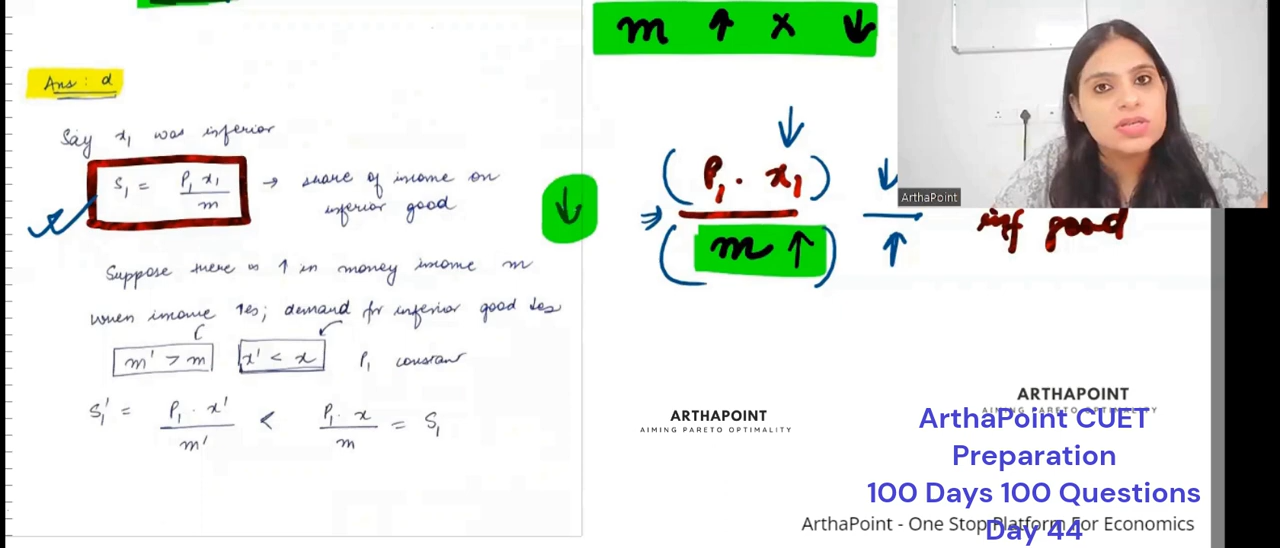 Ans : d
Say x₁ was inferior
S₁ = P₁ x₁ / m → share of income on
inferior good
Suppose there is ↑ in money income m
when income ↑es; demand for inferior good ↓es
m' > m x' < x P₁ constant
S₁' = P₁ . x' / m' < P₁ . x / m = S₁
m ↑ x ↓
↓
↓ ⇒ (P₁ . x₁) / (m ↑) ↓ / ↑ inf good
ArthaPoint
ARTHAPOINT
AIMING PARETO OPTIMALITY
ARTHAPOINT
AIMING PARETO OPTIMALITY
ArthaPoint CUET
Preparation
100 Days 100 Questions
Day 44
ArthaPoint - One Stop Platform For Economics